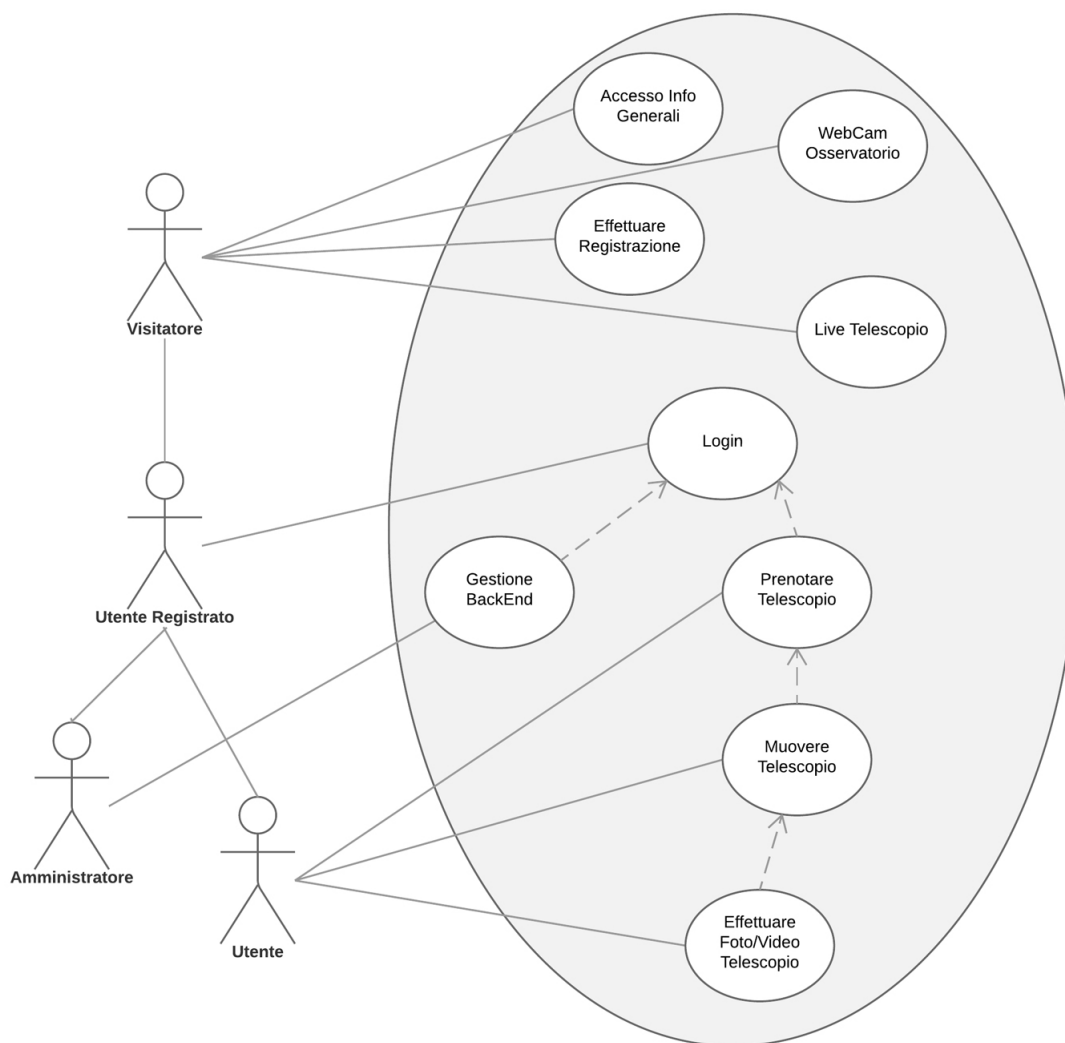 Accesso Info
Generali
WebCam
Osservatorio
Effettuare
Registrazione
Visitatore
Live Telescopio
Login
Gestione
BackEnd
Prenotare
Telescopio
Utente Registrato
Muovere
Telescopio
Amministratore
Effettuare
Foto/Video
Telescopio
Utente